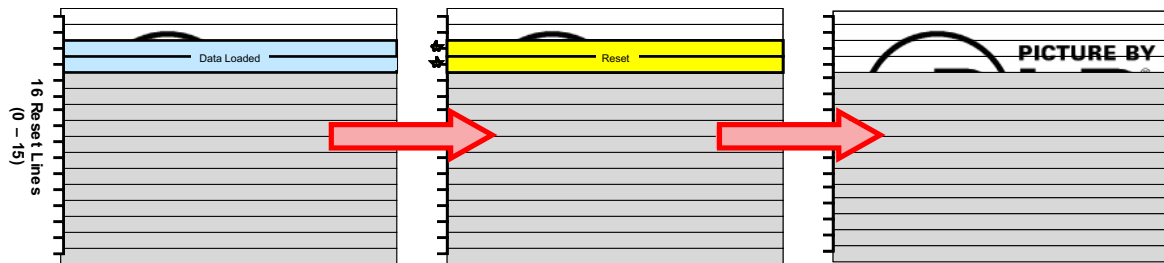 16 Reset Lines
(0 – 15)
Data Loaded
Reset
PICTURE BY
®